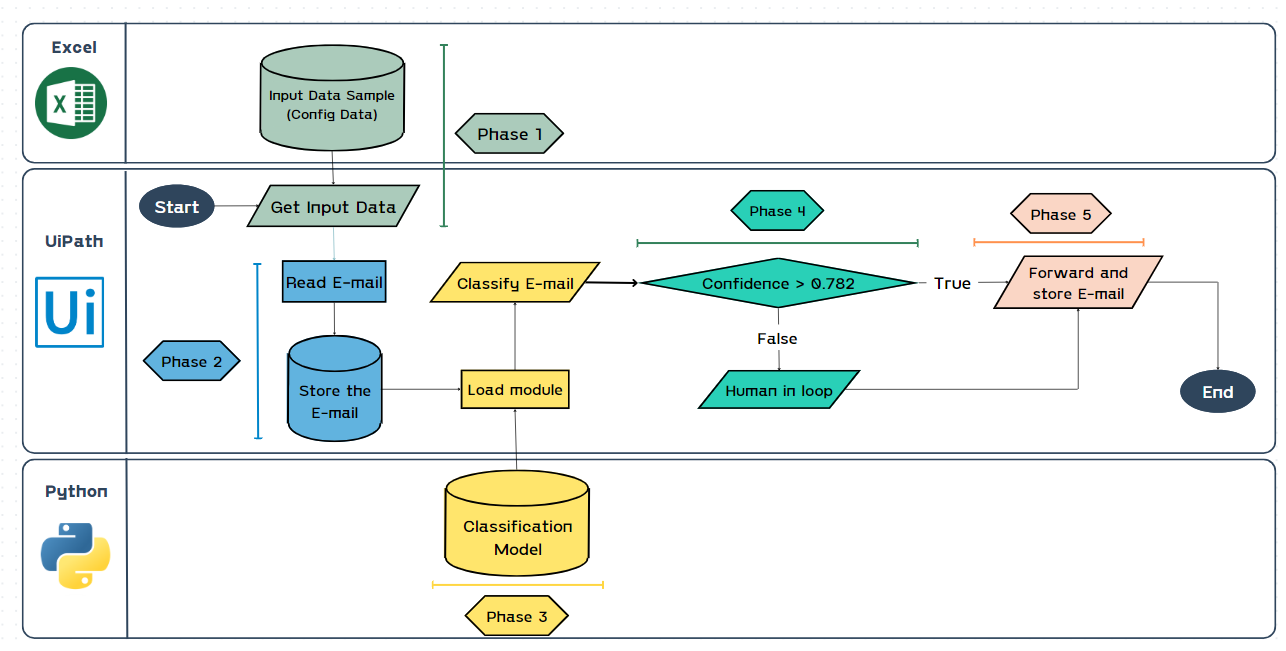 Excel
X
Input Data Sample
(Config Data)
Phase 1
UiPath
Ui
Start
Get Input Data
Phase 4
Phase 5
Read E-mail
Classify E-mail
Confidence > 0.782
True
Forward and
store E-mail
Phase 2
False
Store the
E-mail
Load module
Human in loop
End
Python
Classification
Model
Phase 3